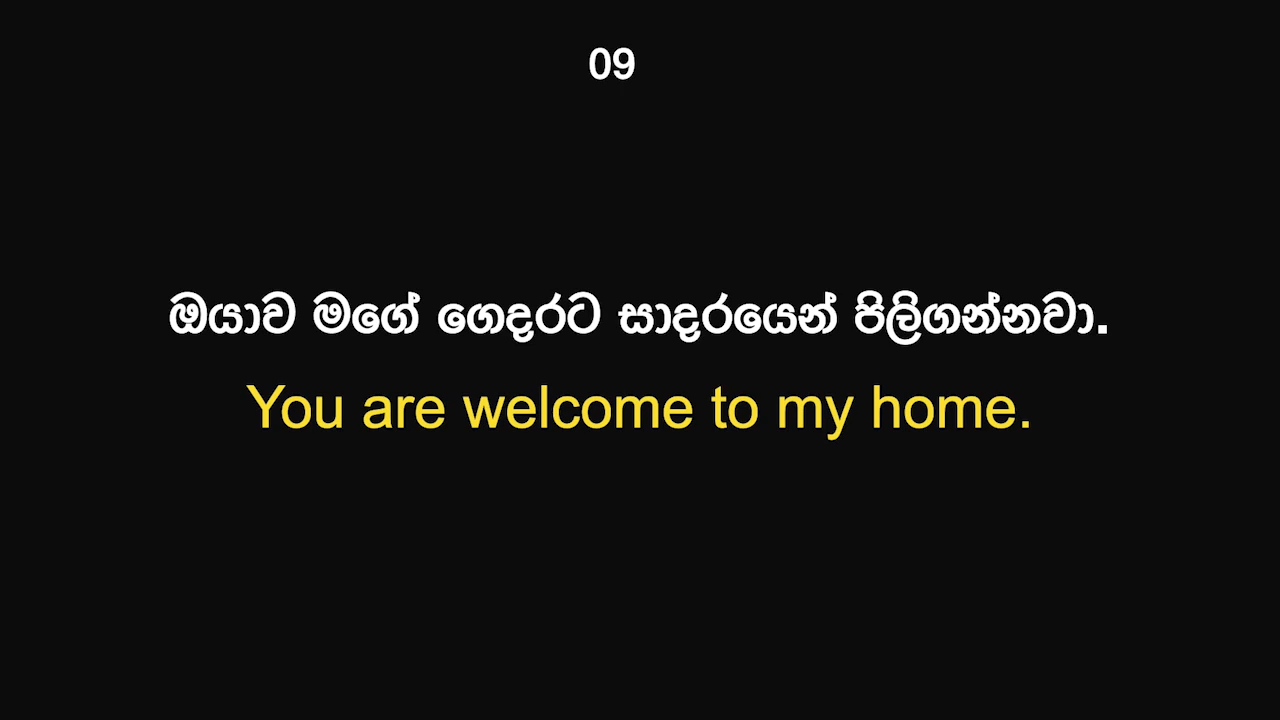 09
ඔයාව මගේ ගෙදරට සාදරයෙන් පිලිගන්නවා.
You are welcome to my home.